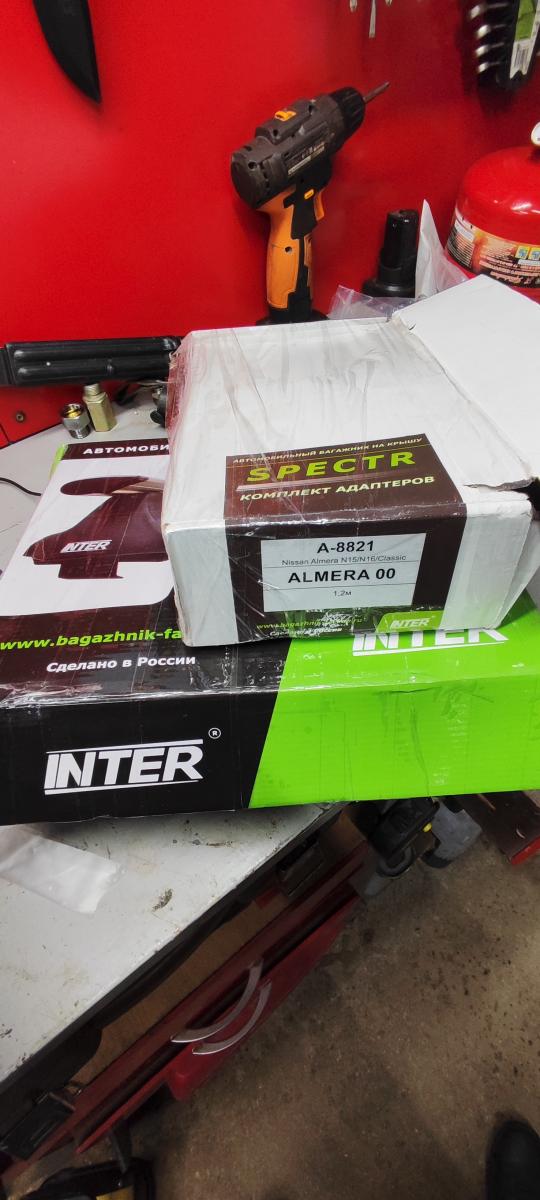 АВТОМОБИЛЬНЫЙ БАГАЖНИК НА КРЫШУ
SPECTR
КОМПЛЕКТ АДАПТЕРОВ
A-8821
Nissan Almera N15/N16/Classic
ALMERA 00
1,2м
INTER
АВТОМОБИ
INTER
www.bagazhnik-fa
Сделано в России
INTER
INTER ®